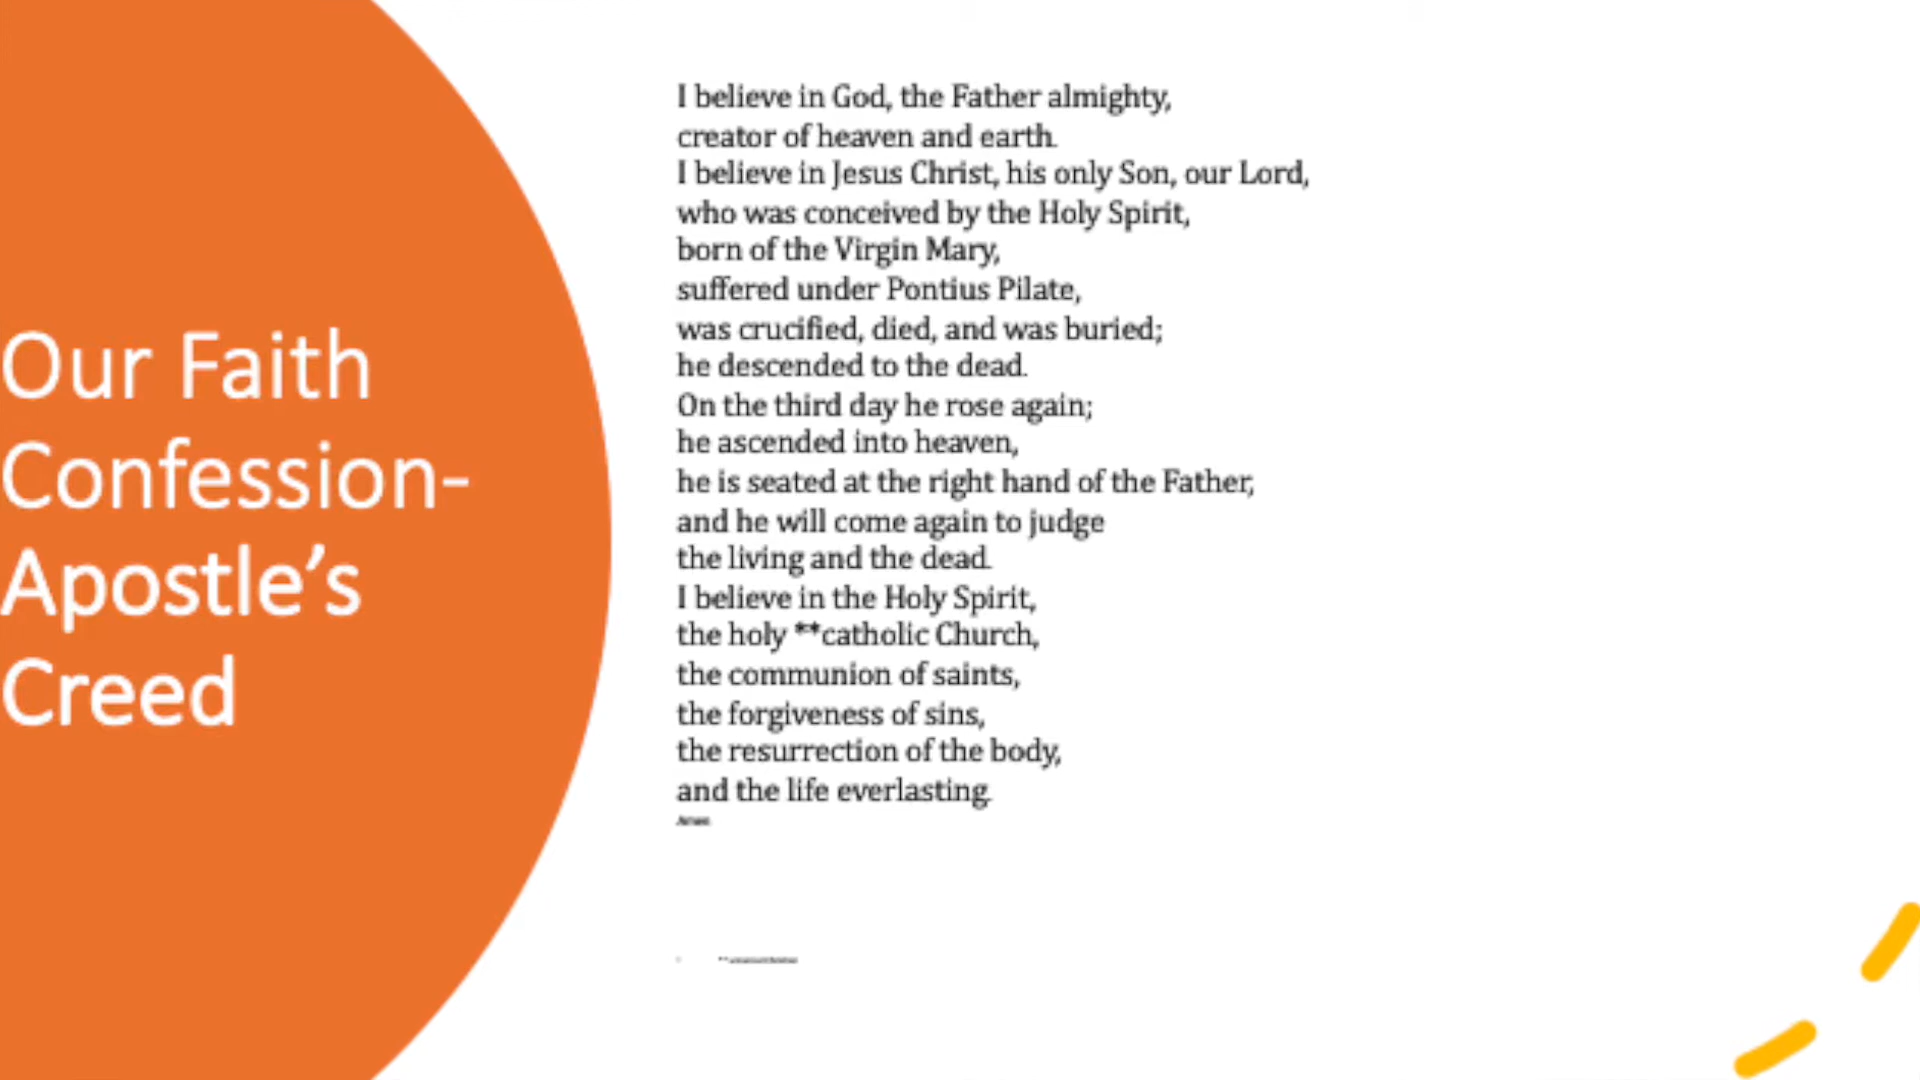 Our Faith
Confession-
Apostle’s
Creed
I believe in God, the Father almighty,
creator of heaven and earth.
I believe in Jesus Christ, his only Son, our Lord,
who was conceived by the Holy Spirit,
born of the Virgin Mary,
suffered under Pontius Pilate,
was crucified, died, and was buried;
he descended to the dead.
On the third day he rose again;
he ascended into heaven,
he is seated at the right hand of the Father,
and he will come again to judge
the living and the dead.
I believe in the Holy Spirit,
the holy **catholic Church,
the communion of saints,
the forgiveness of sins,
the resurrection of the body,
and the life everlasting.
Amen